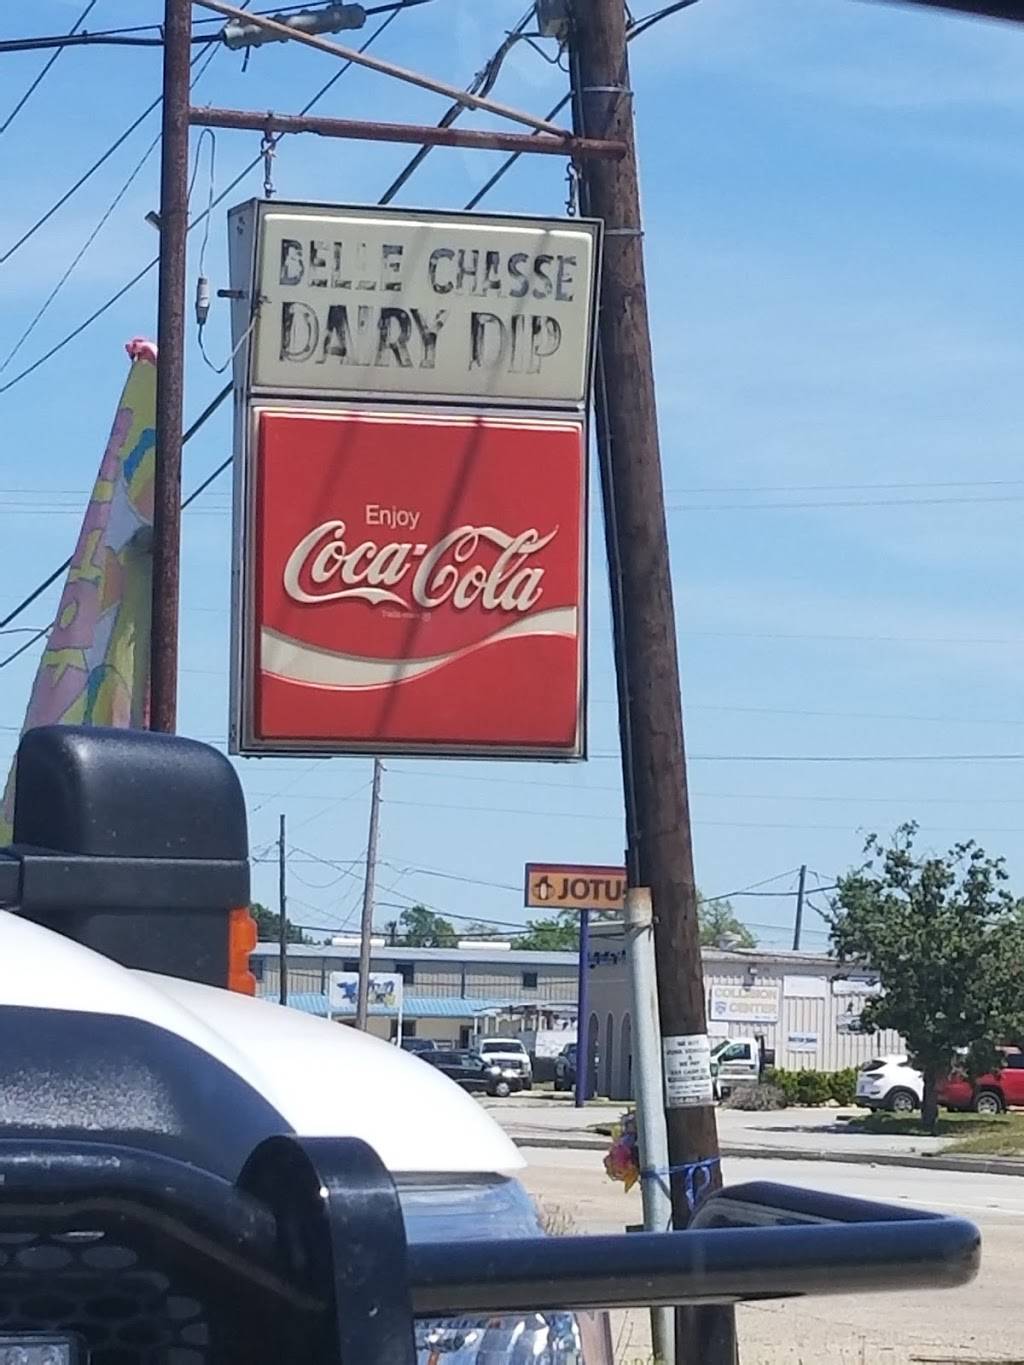 BELLE CHASSE
DAIRY DIP
Enjoy
Coca-Cola
JOTU
COLLISION
CENTER